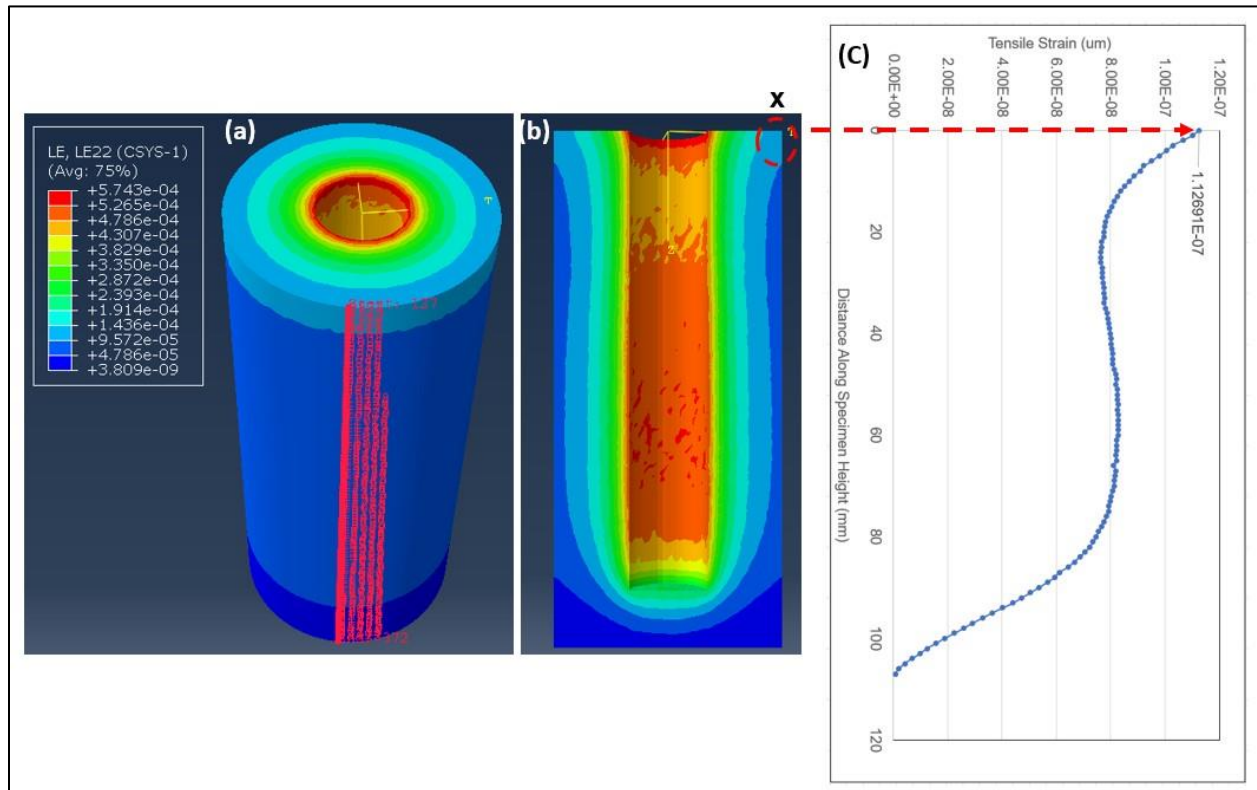 (a)
LE, LE22 (CSYS-1)
(Avg: 75%)
+5.743e-04
+5.265e-04
+4.786e-04
+4.307e-04
+3.829e-04
+3.350e-04
+2.872e-04
+2.393e-04
+1.914e-04
+1.436e-04
+9.572e-05
+4.786e-05
+3.809e-09
X
(b)
(C)
Tensile Strain (um)
0.00E+00
2.00E-08
4.00E-08
6.00E-08
8.00E-08
1.00E-07
1.20E-07
1.12691E-07
0
20
40
60
80
100
120
Distance Along Specimen Height (mm)